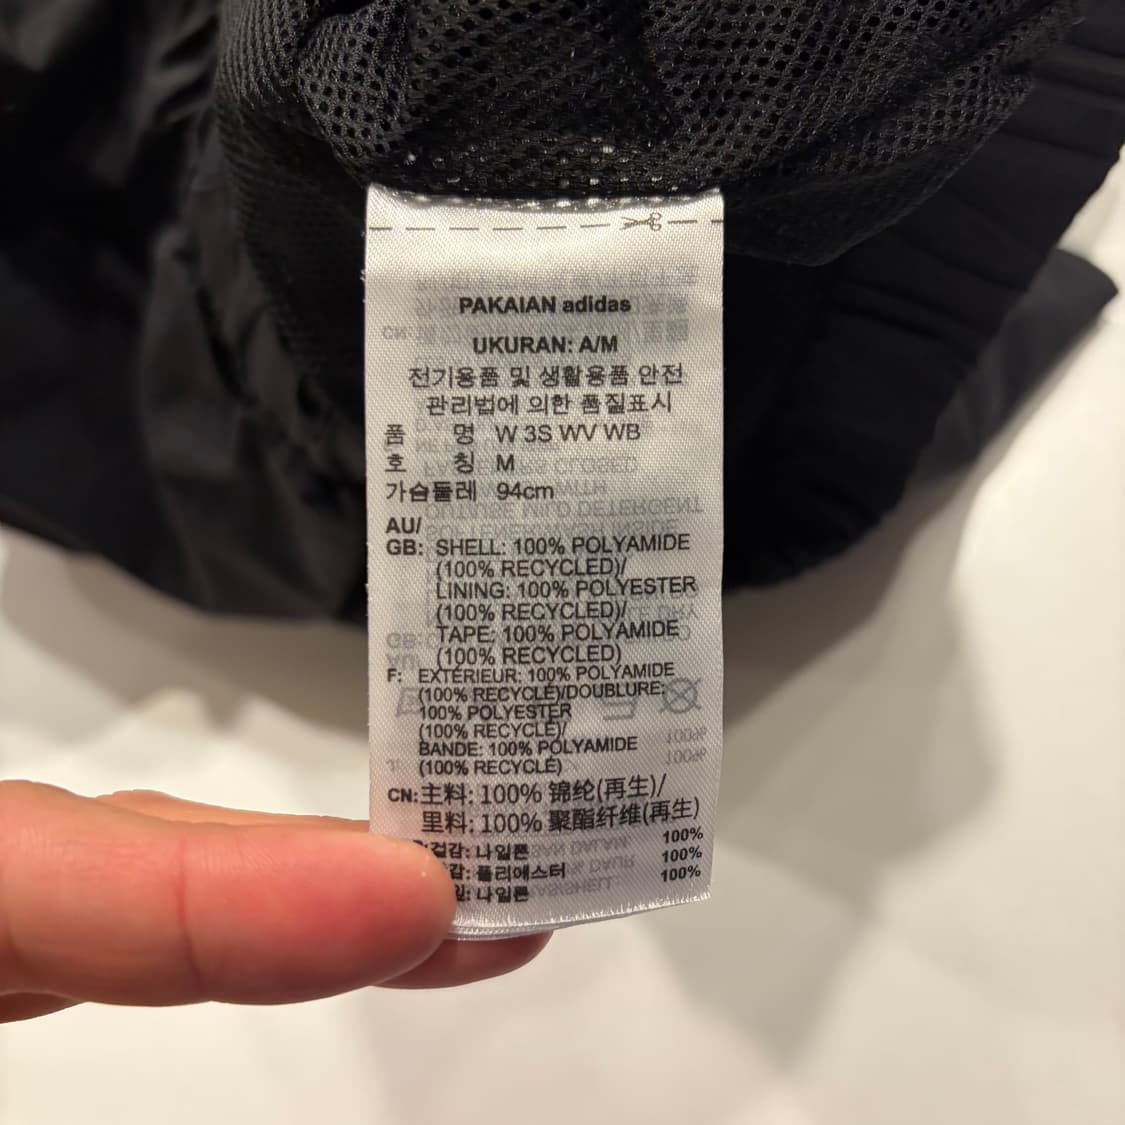 PAKAIAN adidas
UKURAN: A/M
전기용품 및 생활용품 안전
관리법에 의한 품질표시
품 명 W 3S WV WB
호 칭 M
가슴둘레 94cm
AU/
GB: SHELL: 100% POLYAMIDE
(100% RECYCLED)/
LINING: 100% POLYESTER
(100% RECYCLED)/
TAPE: 100% POLYAMIDE
(100% RECYCLED)
F: EXTÉRIEUR: 100% POLYAMIDE
(100% RECYCLÉ)/DOUBLURE:
100% POLYESTER
(100% RECYCLÉ)/
BANDE: 100% POLYAMIDE
(100% RECYCLÉ)
CN:主料: 100% 锦纶(再生)/
里料: 100% 聚酯纤维(再生)
겉감: 나일론 100%
감: 폴리에스터 100%
나일론 100%